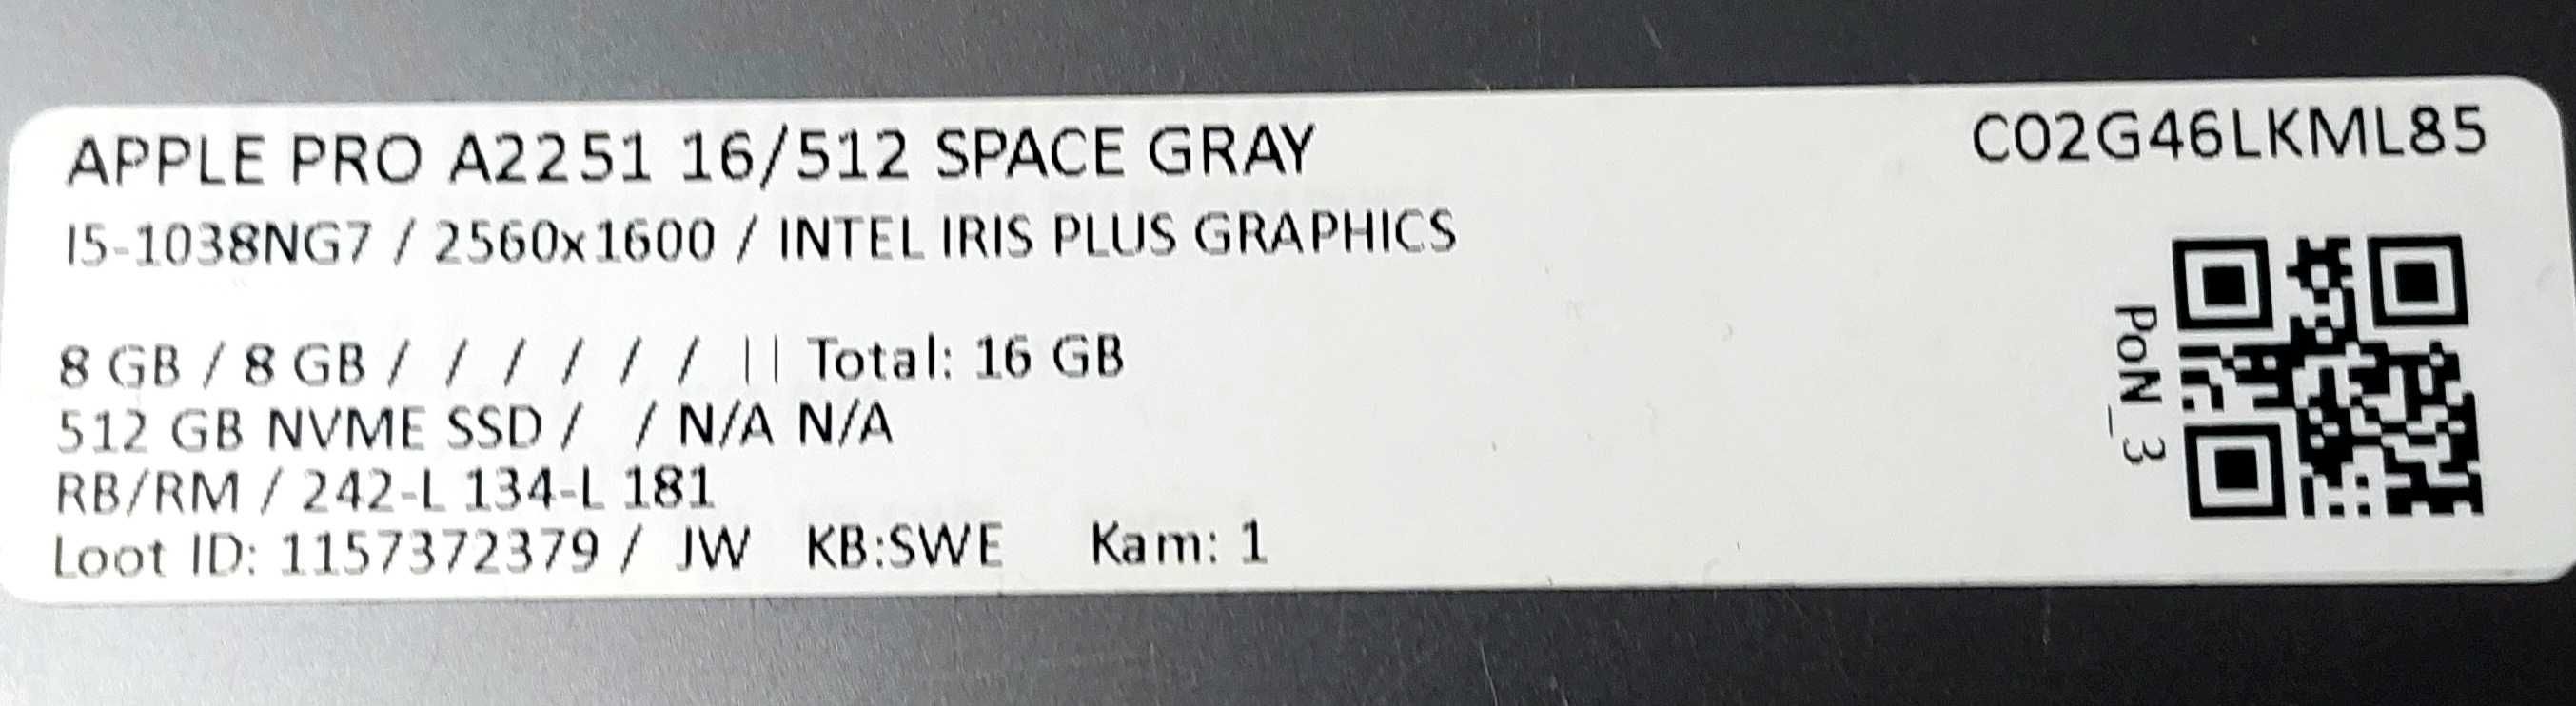 APPLE PRO A2251 16/512 SPACE GRAY
C02G46LKML85
I5-1038NG7 / 2560x1600 / INTEL IRIS PLUS GRAPHICS
8 GB / 8 GB / / / / / / || Total: 16 GB
512 GB NVME SSD / / N/A N/A
RB/RM / 242-L 134-L 181
Loot ID: 1157372379 / JW KB:SWE Kam: 1
PoN_3